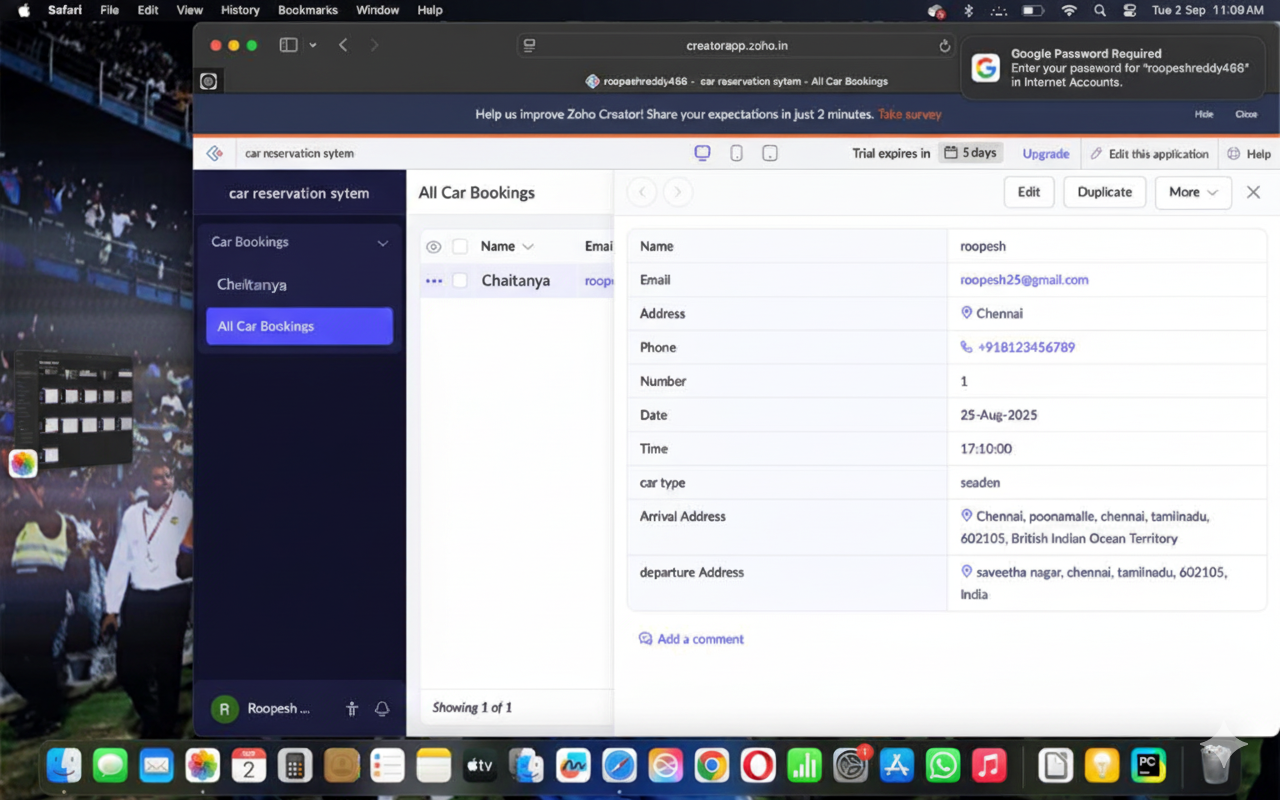 Safari File Edit View History Bookmarks Window Help
Tue 2 Sep 11:09 AM
creatorapp.zoho.in
Google Password Required
Enter your password for "roopeshreddy466"
in Internet Accounts.
roopeshreddy466 - car reservation sytem - All Car Bookings
Help us improve Zoho Creator! Share your expectations in just 2 minutes. Take survey
Hide Close
car reservation sytem
Trial expires in 5 days Upgrade Edit this application Help
car reservation sytem
Car Bookings
Cheitanya
All Car Bookings
Roopesh ...
All Car Bookings
Name Emai
Chaitanya roope
Showing 1 of 1
Edit Duplicate More
Name roopesh
Email roopesh25@gmail.com
Address Chennai
Phone +918123456789
Number 1
Date 25-Aug-2025
Time 17:10:00
car type seaden
Arrival Address Chennai, poonamalle, chennai, tamilnadu,
602105, British Indian Ocean Territory
departure Address saveetha nagar, chennai, tamilnadu, 602105,
India
Add a comment
R
2
tv
1
PC